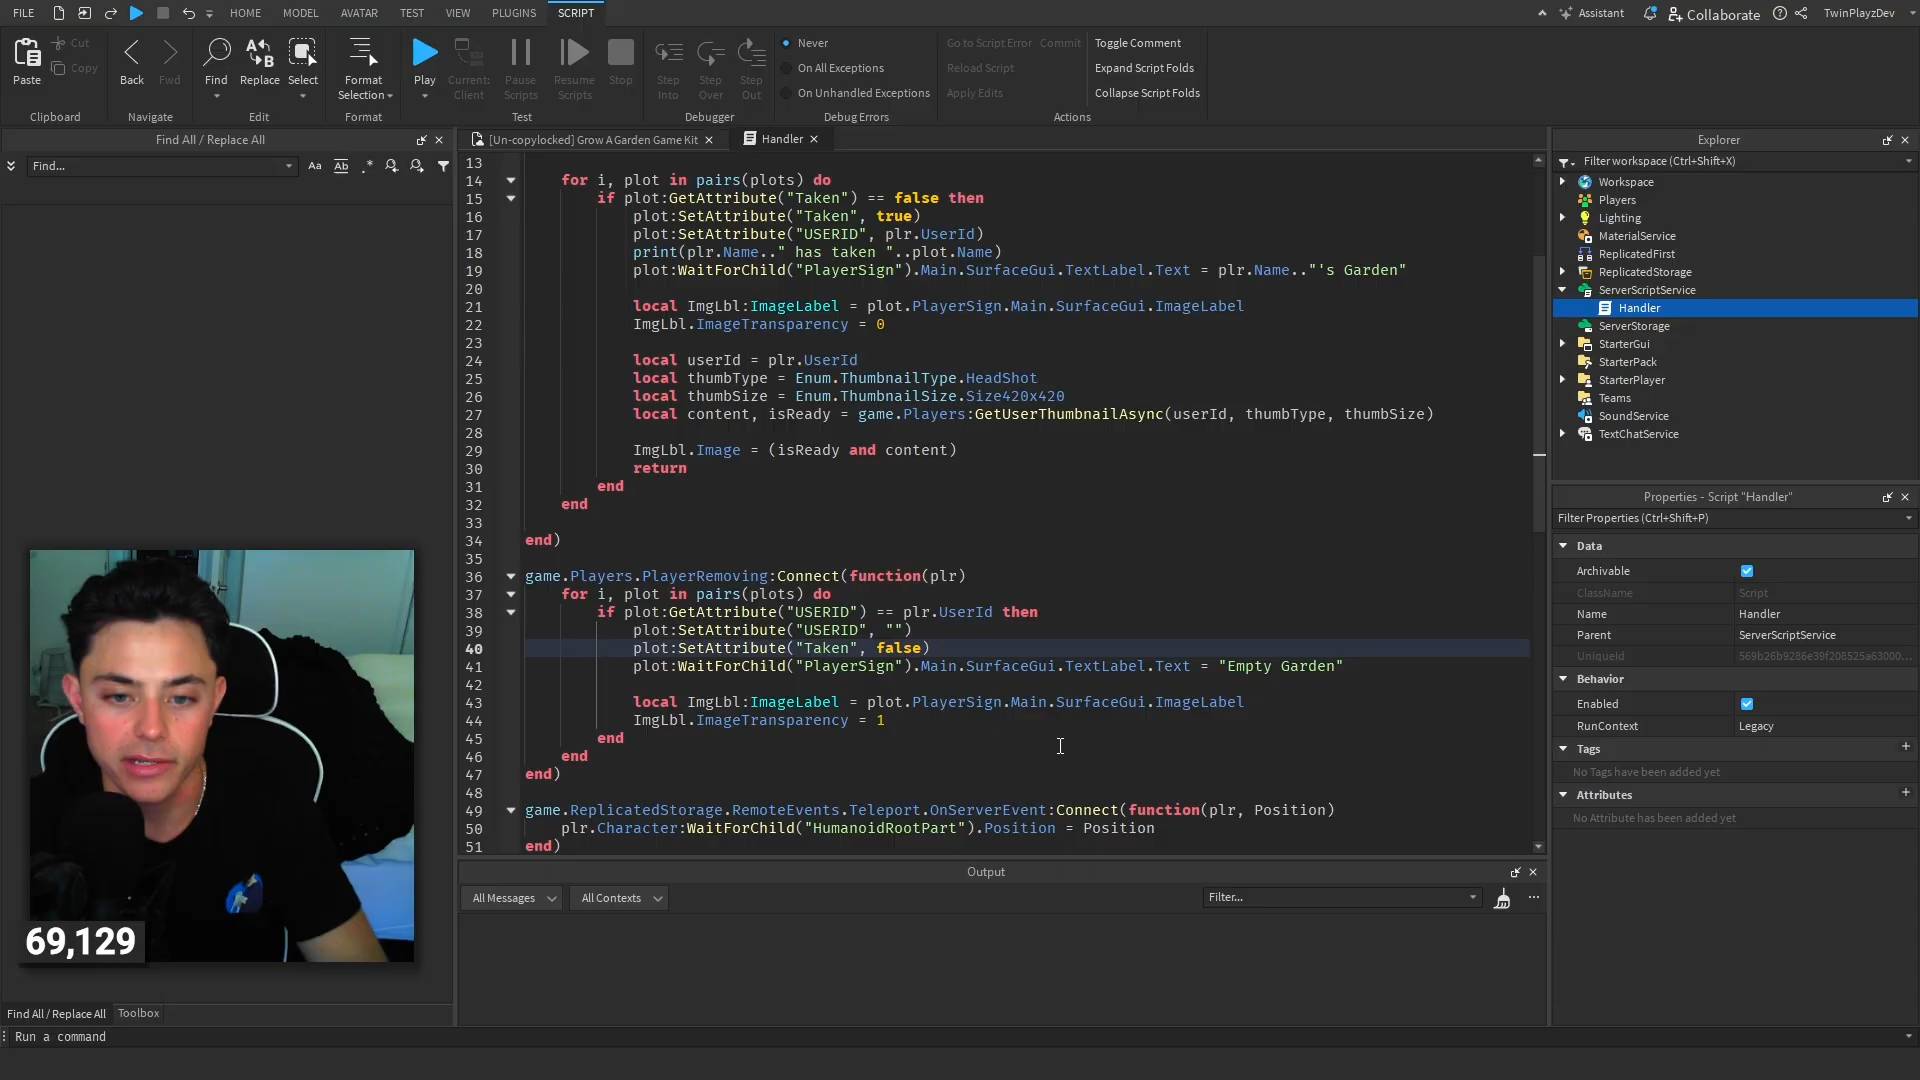 FILE HOME MODEL AVATAR TEST VIEW PLUGINS SCRIPT Assistant Collaborate TwinPlayzDev
Paste
Cut
Copy
Clipboard
Back Fwd
Navigate
Find Replace Select
Edit
Format
Selection
Format
Play
Current:
Client
Pause
Scripts
Resume
Scripts
Stop
Test
Step
Into
Step
Over
Step
Out
Debugger
Never
On All Exceptions
On Unhandled Exceptions
Debug Errors
Go to Script Error Commit
Reload Script
Apply Edits
Toggle Comment
Expand Script Folds
Collapse Script Folds
Actions
Find All / Replace All
Find... Aa Ab .*
[Un-copylocked] Grow A Garden Game Kit Handler
13
14 for i, plot in pairs(plots) do
15 if plot:GetAttribute("Taken") == false then
16 plot:SetAttribute("Taken", true)
17 plot:SetAttribute("USERID", plr.UserId)
18 print(plr.Name.." has taken "..plot.Name)
19 plot:WaitForChild("PlayerSign").Main.SurfaceGui.TextLabel.Text = plr.Name.."'s Garden"
20
21 local ImgLbl:ImageLabel = plot.PlayerSign.Main.SurfaceGui.ImageLabel
22 ImgLbl.ImageTransparency = 0
23
24 local userId = plr.UserId
25 local thumbType = Enum.ThumbnailType.HeadShot
26 local thumbSize = Enum.ThumbnailSize.Size420x420
27 local content, isReady = game.Players:GetUserThumbnailAsync(userId, thumbType, thumbSize)
28
29 ImgLbl.Image = (isReady and content)
30 return
31 end
32 end
33
34 end)
35
36 game.Players.PlayerRemoving:Connect(function(plr)
37 for i, plot in pairs(plots) do
38 if plot:GetAttribute("USERID") == plr.UserId then
39 plot:SetAttribute("USERID", "")
40 plot:SetAttribute("Taken", false)
41 plot:WaitForChild("PlayerSign").Main.SurfaceGui.TextLabel.Text = "Empty Garden"
42
43 local ImgLbl:ImageLabel = plot.PlayerSign.Main.SurfaceGui.ImageLabel
44 ImgLbl.ImageTransparency = 1
45 end
46 end
47 end)
48
49 game.ReplicatedStorage.RemoteEvents.Teleport.OnServerEvent:Connect(function(plr, Position)
50 plr.Character:WaitForChild("HumanoidRootPart").Position = Position
51 end)
Output
All Messages All Contexts Filter...
Explorer
Filter workspace (Ctrl+Shift+X)
Workspace
Players
Lighting
MaterialService
ReplicatedFirst
ReplicatedStorage
ServerScriptService
Handler
ServerStorage
StarterGui
StarterPack
StarterPlayer
Teams
SoundService
TextChatService
Properties - Script "Handler"
Filter Properties (Ctrl+Shift+P)
Data
Archivable
ClassName Script
Name Handler
Parent ServerScriptService
UniqueId 569b26b9286e39f208525a63000...
Behavior
Enabled
RunContext Legacy
Tags
No Tags have been added yet
Attributes
No Attribute has been added yet
69,129
Find All / Replace All Toolbox
Run a command